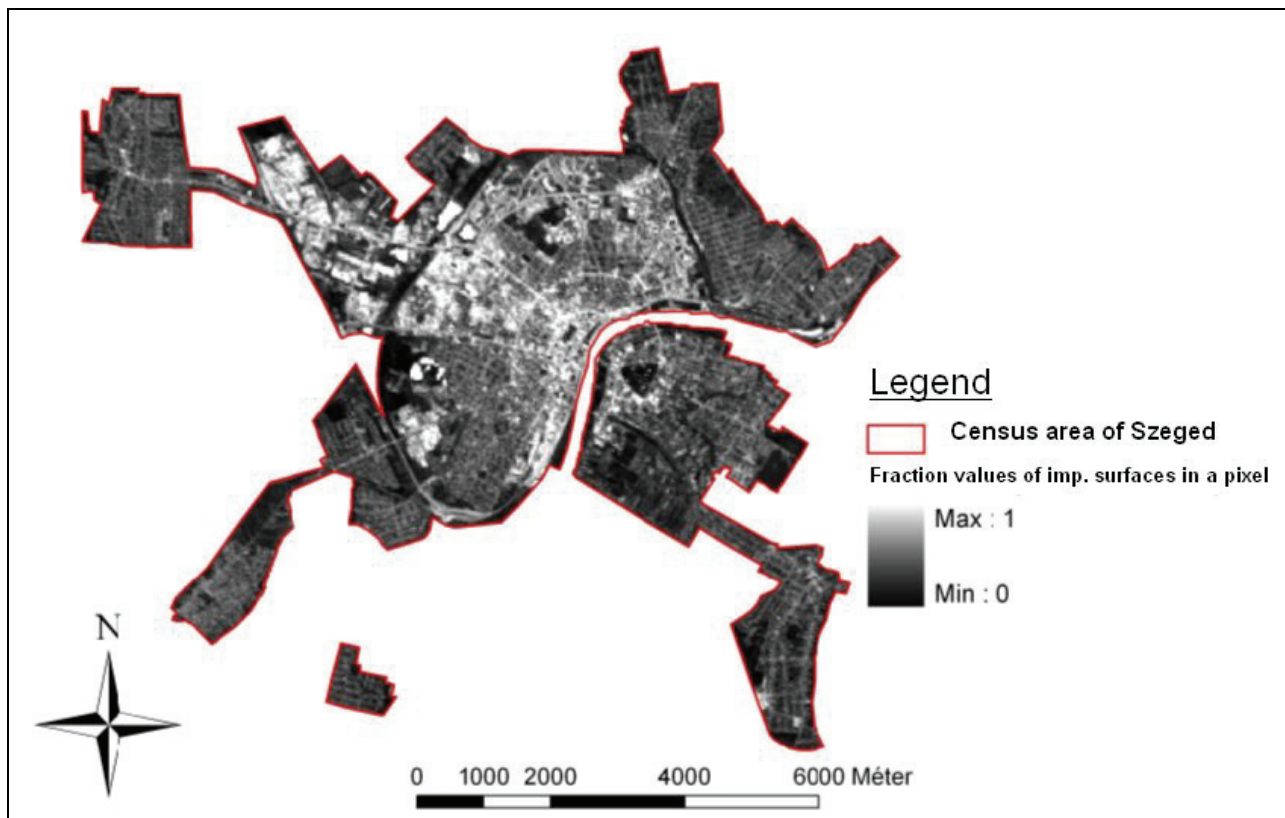 Legend
Census area of Szeged
Fraction values of imp. surfaces in a pixel
Max : 1
Min : 0
N
0 1000 2000 4000 6000 Méter